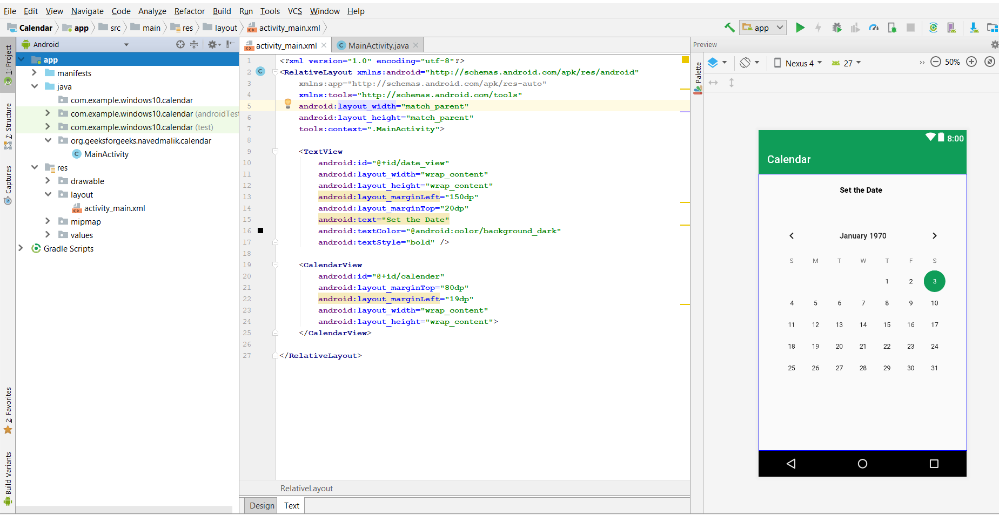 File Edit View Navigate Code Analyze Refactor Build Run Tools VCS Window Help
Calendar app src main res layout activity_main.xml app
1: Project
7: Structure
Captures
2: Favorites
Build Variants
Android
app
manifests
java
com.example.windows10.calendar
com.example.windows10.calendar (androidTest
com.example.windows10.calendar (test)
org.geeksforgeeks.navedmalik.calendar
C MainActivity
res
drawable
layout
activity_main.xml
mipmap
values
Gradle Scripts
activity_main.xml C MainActivity.java
1 <?xml version="1.0" encoding="utf-8"?>
2 C <RelativeLayout xmlns:android="http://schemas.android.com/apk/res/android"
3 xmlns:app="http://schemas.android.com/apk/res-auto"
4 xmlns:tools="http://schemas.android.com/tools"
5 android:layout_width="match_parent"
6 android:layout_height="match_parent"
7 tools:context=".MainActivity">
8
9 <TextView
10 android:id="@+id/date_view"
11 android:layout_width="wrap_content"
12 android:layout_height="wrap_content"
13 android:layout_marginLeft="150dp"
14 android:layout_marginTop="20dp"
15 android:text="Set the Date"
16 android:textColor="@android:color/background_dark"
17 android:textStyle="bold" />
18
19 <CalendarView
20 android:id="@+id/calender"
21 android:layout_marginTop="80dp"
22 android:layout_marginLeft="19dp"
23 android:layout_width="wrap_content"
24 android:layout_height="wrap_content">
25 </CalendarView>
26
27 </RelativeLayout>
RelativeLayout
Design Text
Preview
Palette
Nexus 4 27 » 50%
8:00
Calendar
Set the Date
January 1970
S M T W T F S
1 2 3
4 5 6 7 8 9 10
11 12 13 14 15 16 17
18 19 20 21 22 23 24
25 26 27 28 29 30 31